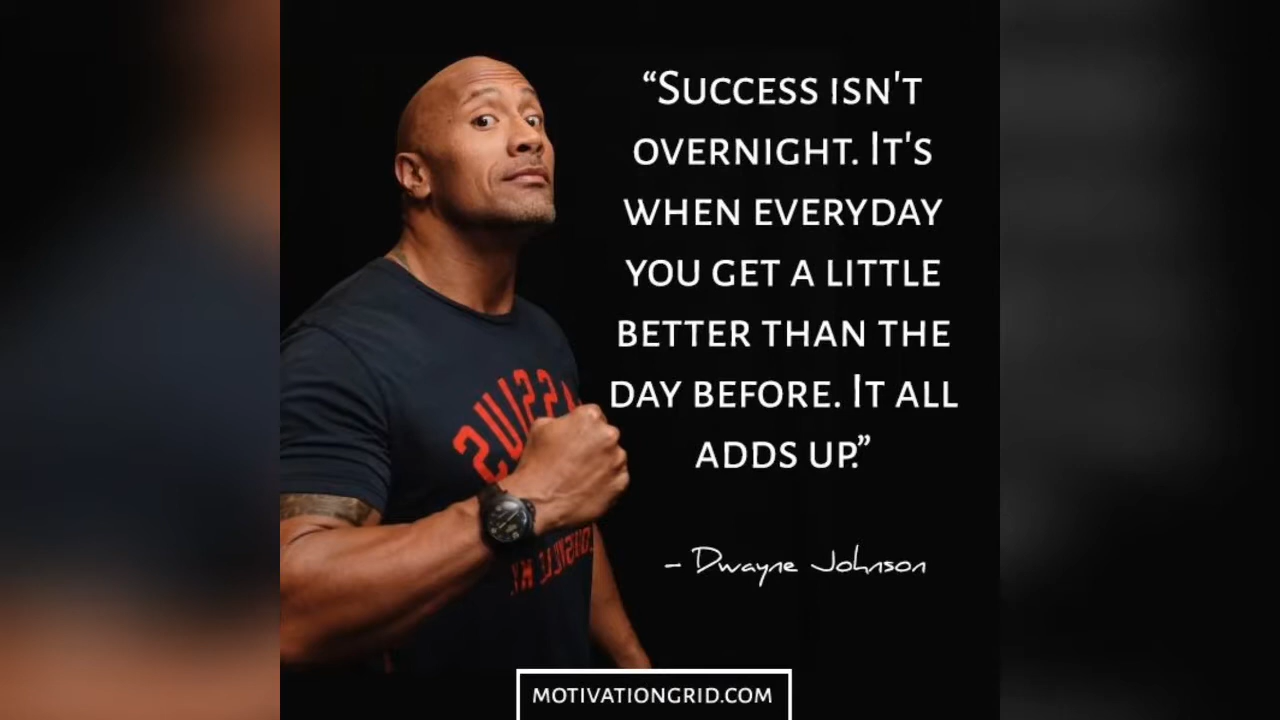 “Success isn't
overnight. It's
when everyday
you get a little
better than the
day before. It all
adds up.”
- Dwayne Johnson
MOTIVATIONGRID.COM